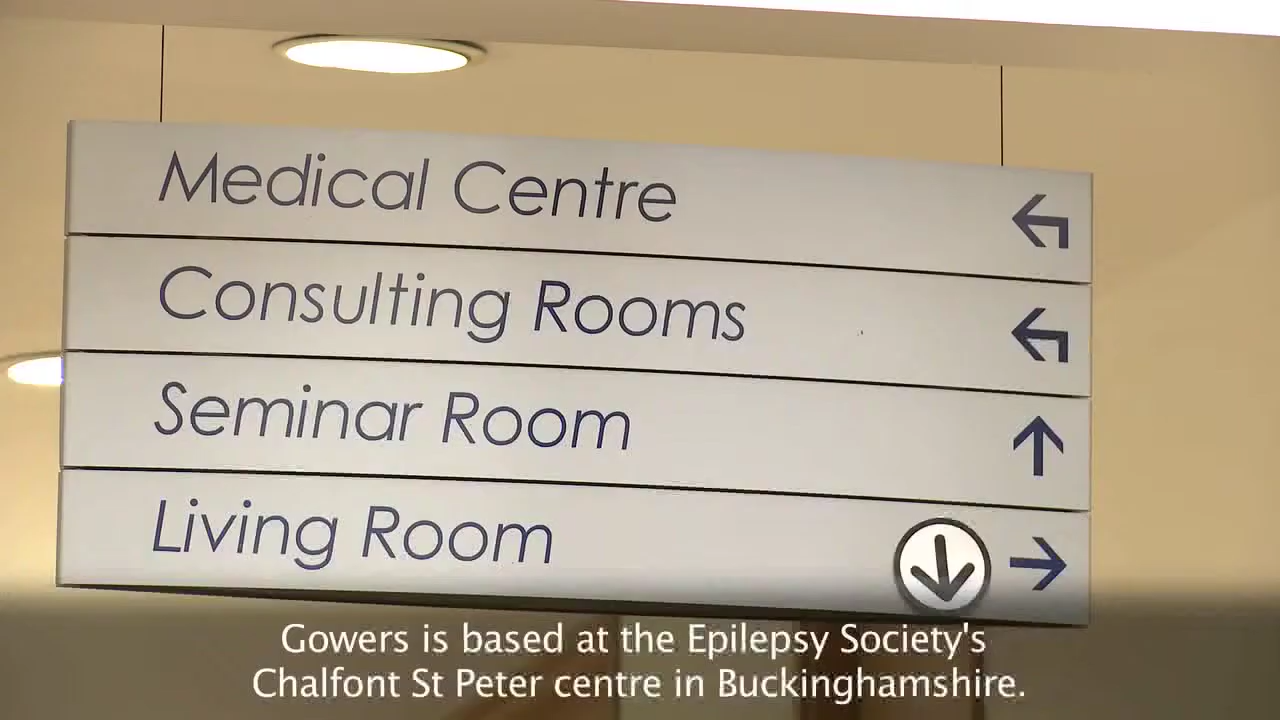 Medical Centre
Consulting Rooms
Seminar Room
Living Room
Gowers is based at the Epilepsy Society's
Chalfont St Peter centre in Buckinghamshire.